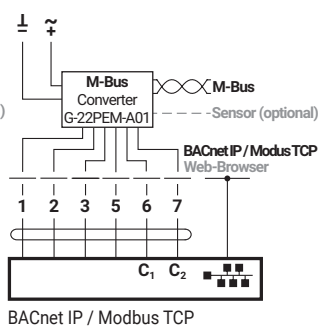 ⊥ ~
– +
M-Bus
Converter
G-22PEM-A01
M-Bus
)
Sensor (optional)
BACnet IP / Modus TCP
Web-Browser
1 2 3 5 6 7
C₁ C₂
BACnet IP / Modbus TCP